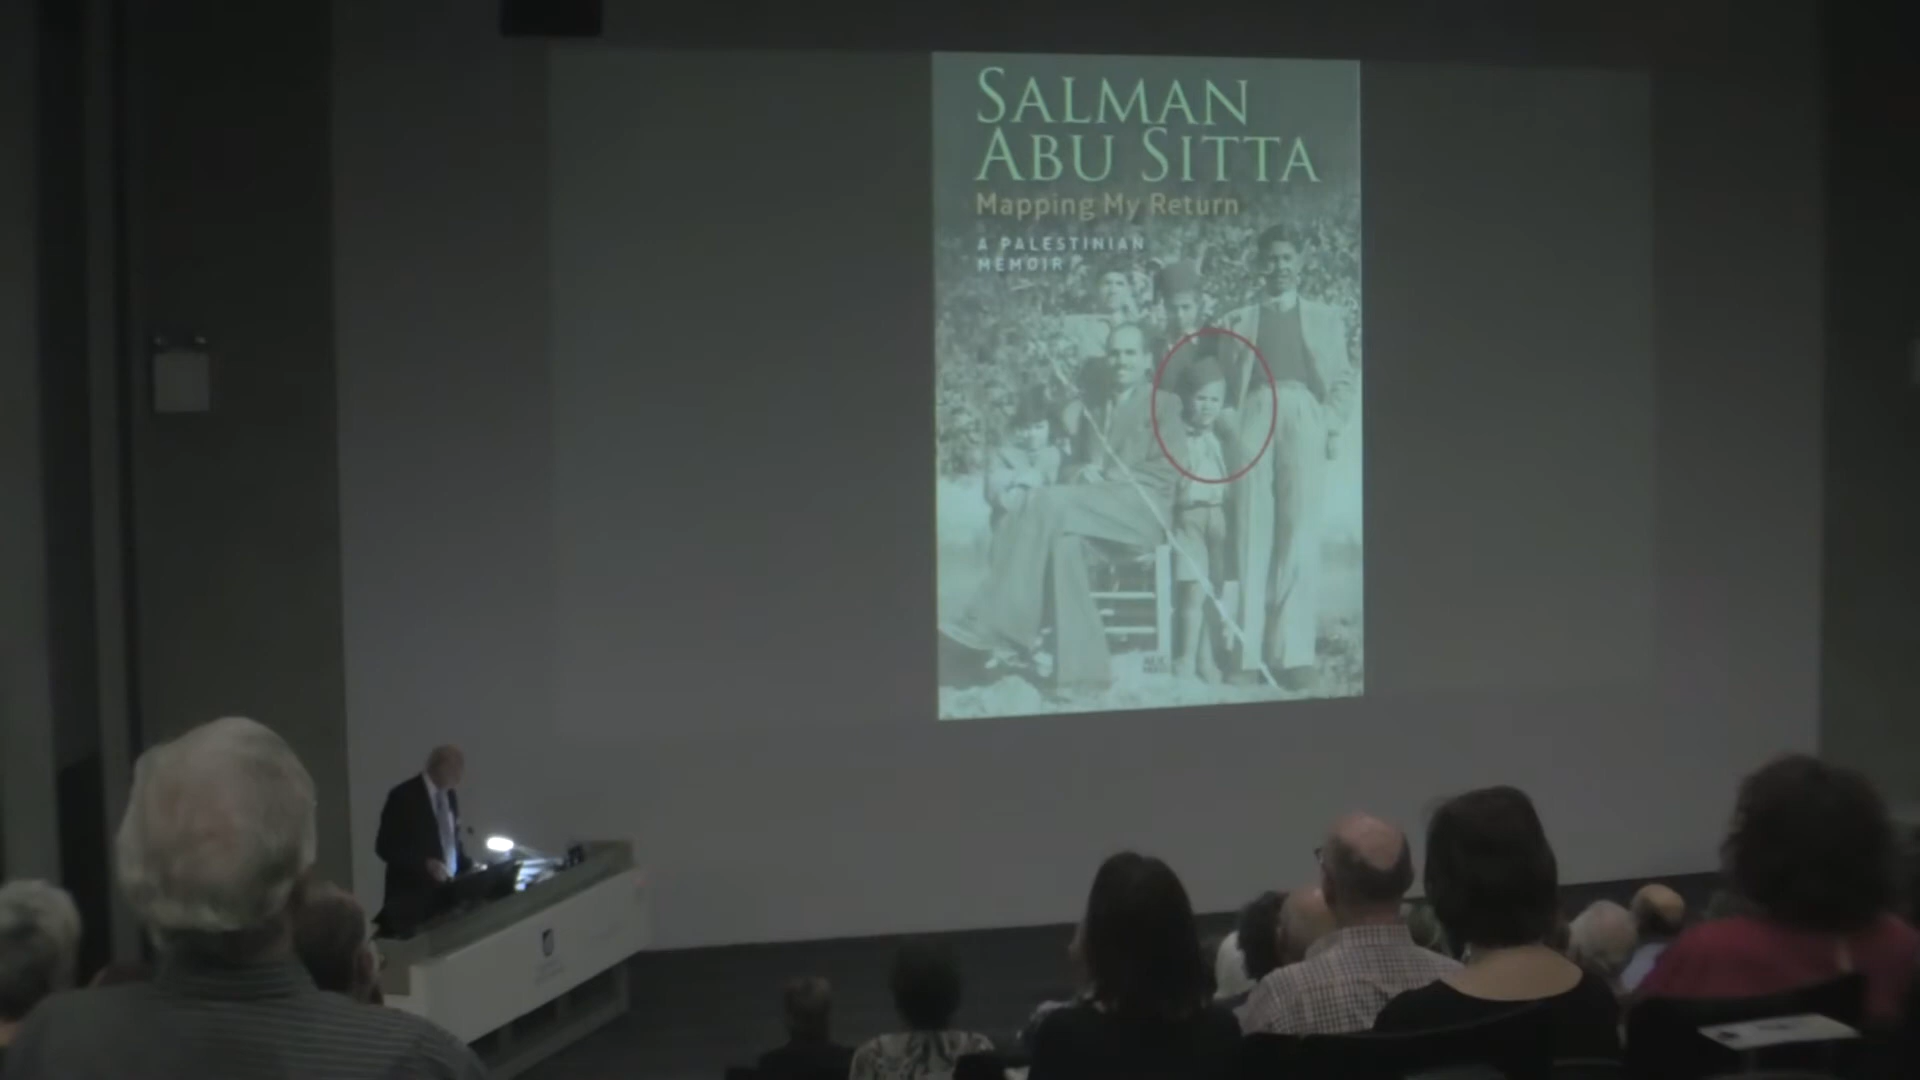 SALMAN
ABU SITTA
Mapping My Return
A PALESTINIAN
MEMOIR